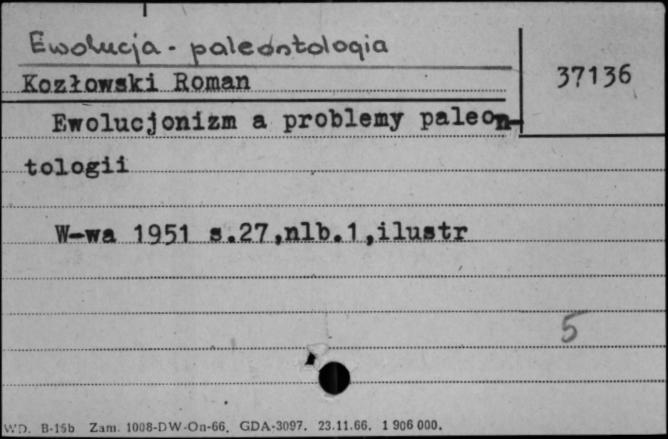 Ewolucja - paleontologia
Kozłowski Roman
37136
Ewolucjonizm a problemy paleon-
tologii
W-wa 1951 s.27,nlb.1,ilustr
5
WD. B-15b Zam. 1008-DW-On-66. GDA-3097. 23.11.66. 1 906 000.